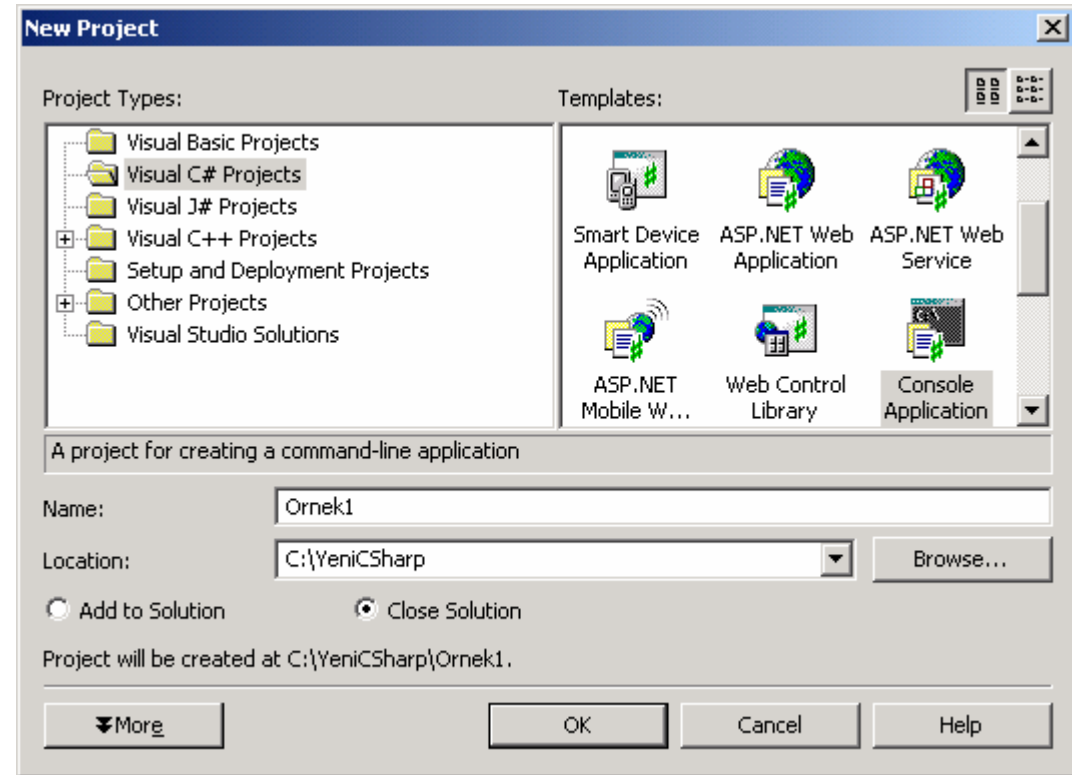 New Project
Project Types:
Templates:
Visual Basic Projects
Visual C# Projects
Visual J# Projects
Visual C++ Projects
Setup and Deployment Projects
Other Projects
Visual Studio Solutions
Smart Device
Application
ASP.NET Web
Application
ASP.NET Web
Service
ASP.NET
Mobile W...
Web Control
Library
Console
Application
A project for creating a command-line application
Name:
Ornek1
Location:
C:\YeniCSharp
Browse...
Add to Solution
Close Solution
Project will be created at C:\YeniCSharp\Ornek1.
More
OK
Cancel
Help